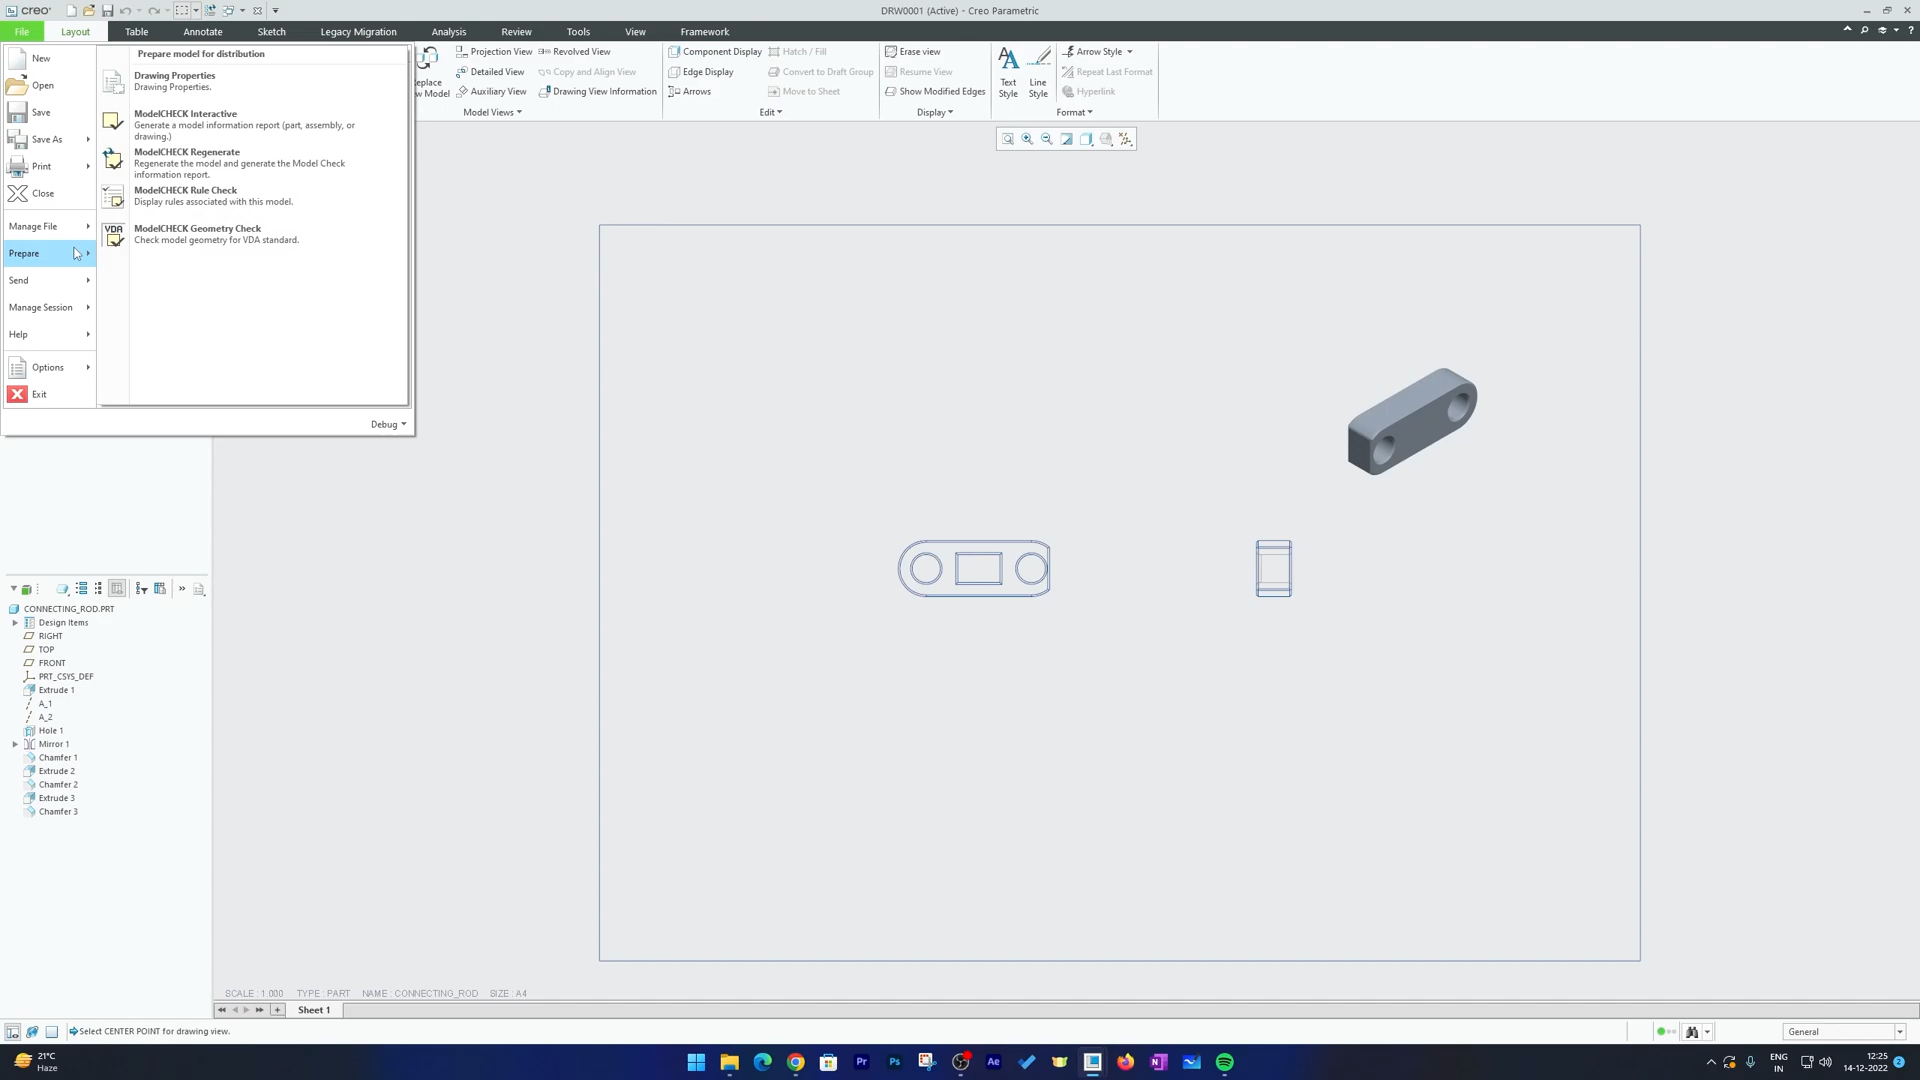 creo
DRW0001 (Active) - Creo Parametric
File
Layout
Table
Annotate
Sketch
Legacy Migration
Analysis
Review
Tools
View
Framework
New
Open
Save
Save As
Print
Close
Manage File
Prepare
Send
Manage Session
Help
Options
Exit
Debug
Prepare model for distribution
Drawing Properties
Drawing Properties.
ModelCHECK Interactive
Generate a model information report (part, assembly, or
drawing.)
ModelCHECK Regenerate
Regenerate the model and generate the Model Check
information report.
ModelCHECK Rule Check
Display rules associated with this model.
VDA
ModelCHECK Geometry Check
Check model geometry for VDA standard.
Projection View
Revolved View
Detailed View
Copy and Align View
Auxiliary View
Drawing View Information
Model Views
Component Display
Hatch / Fill
Edge Display
Convert to Draft Group
Arrows
Move to Sheet
Edit
Erase view
Resume View
Show Modified Edges
Display
Text
Style
Line
Style
Arrow Style
Repeat Last Format
Hyperlink
Format
CONNECTING_ROD.PRT
Design Items
RIGHT
TOP
FRONT
PRT_CSYS_DEF
Extrude 1
A_1
A_2
Hole 1
Mirror 1
Chamfer 1
Extrude 2
Chamfer 2
Extrude 3
Chamfer 3
SCALE : 1.000 TYPE : PART NAME : CONNECTING_ROD SIZE : A4
Sheet 1
Select CENTER POINT for drawing view.
General
21°C
Haze
Pr
Ps
Ae
ENG
IN
12:25
14-12-2022
2